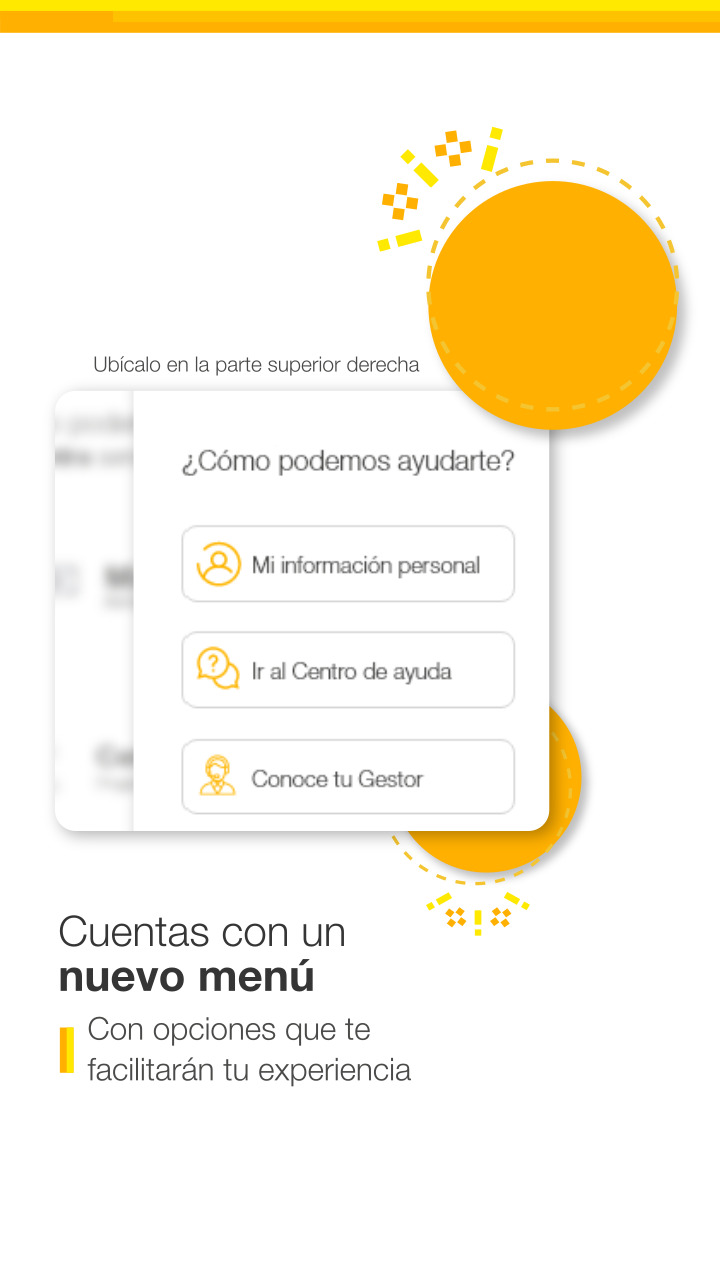 Ubícalo en la parte superior derecha
¿Cómo podemos ayudarte?
Mi información personal
Ir al Centro de ayuda
Conoce tu Gestor
Cuentas con un
nuevo menú
Con opciones que te
facilitarán tu experiencia